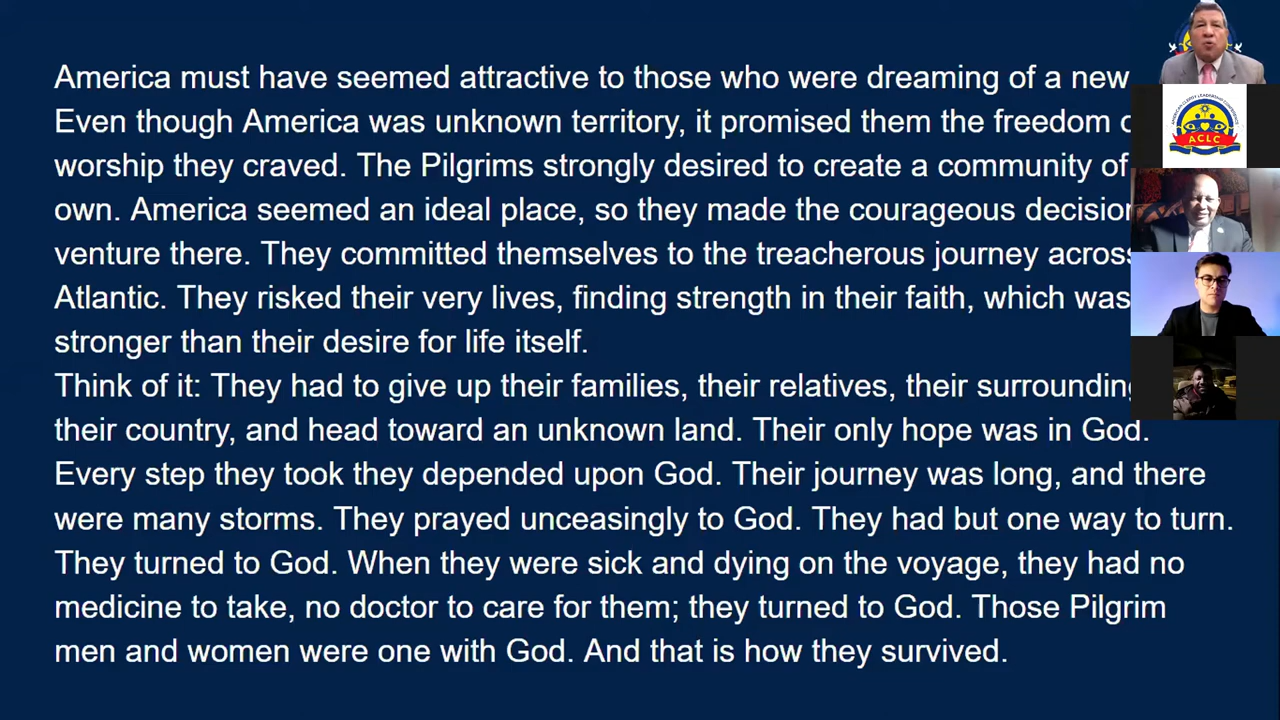 America must have seemed attractive to those who were dreaming of a new
Even though America was unknown territory, it promised them the freedom
worship they craved. The Pilgrims strongly desired to create a community of
own. America seemed an ideal place, so they made the courageous decision
venture there. They committed themselves to the treacherous journey across
Atlantic. They risked their very lives, finding strength in their faith, which was
stronger than their desire for life itself.
Think of it: They had to give up their families, their relatives, their
their country, and head toward an unknown land. Their only hope was in God.
Every step they took they depended upon God. Their journey was long, and there
were many storms. They prayed unceasingly to God. They had but one way to turn.
They turned to God. When they were sick and dying on the voyage, they had no
medicine to take, no doctor to care for them; they turned to God. Those Pilgrim
men and women were one with God. And that is how they survived.
AMERICAN CLERGY LEADERSHIP CONFERENCE
ACLC